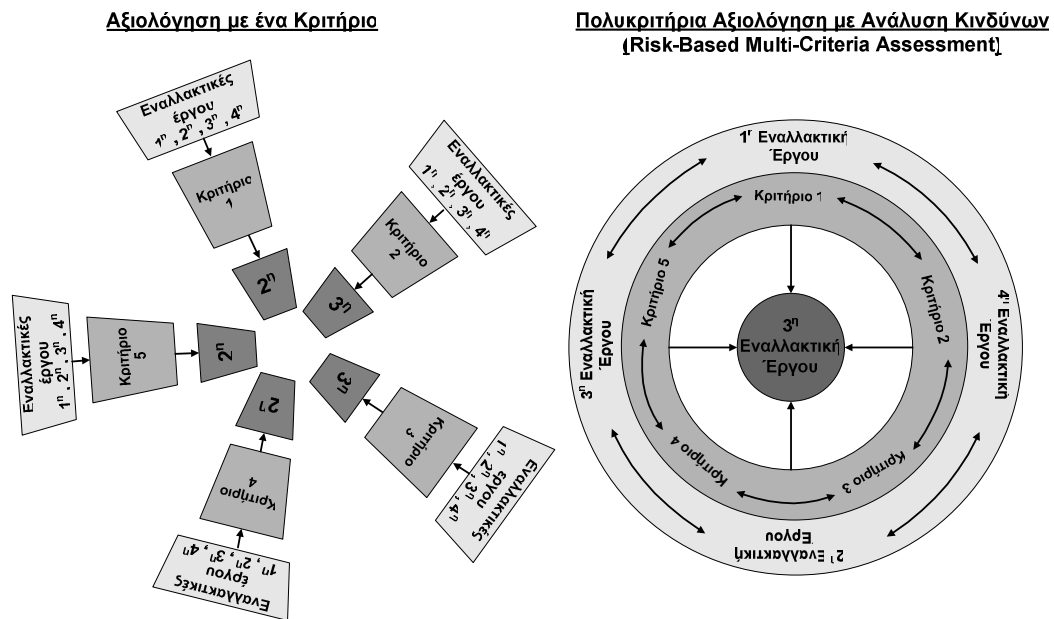 Αξιολόγηση με ένα Κριτήριο
Πολυκριτήρια Αξιολόγηση με Ανάλυση Κινδύνων
(Risk-Based Multi-Criteria Assessment)
Εναλλακτικές
έργου
1η , 2η , 3η , 4η
Κριτήριο
1
2η
Εναλλακτικές
έργου
1η , 2η , 3η , 4η
Κριτήριο
2
3η
Εναλλακτικές
έργου
1η , 2η , 3η , 4η
Κριτήριο
3
3η
Εναλλακτικές
έργου
1η , 2η , 3η , 4η
Κριτήριο
4
2η
Εναλλακτικές
έργου
1η , 2η , 3η , 4η
Κριτήριο
5
2η
1η Εναλλακτική
Έργου
4η Εναλλακτική
Έργου
2η Εναλλακτική
Έργου
3η Εναλλακτική
Έργου
Κριτήριο 1
Κριτήριο 2
Κριτήριο 3
Κριτήριο 4
Κριτήριο 5
3η
Εναλλακτική
Έργου